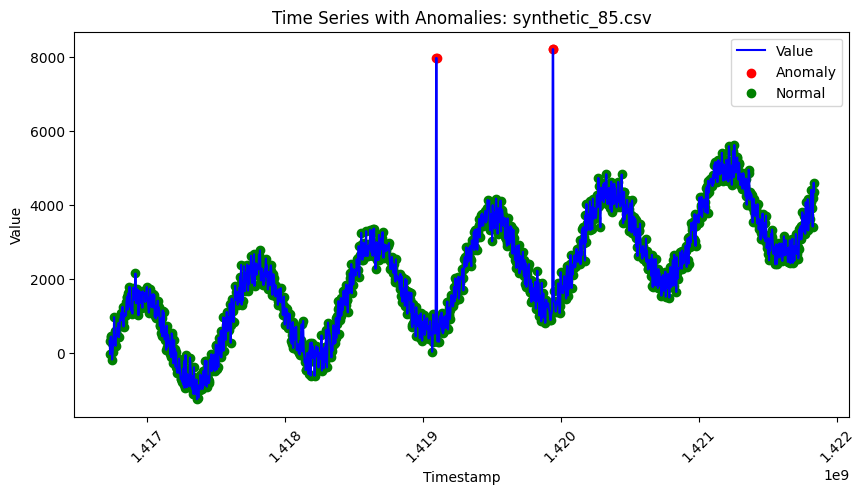 Time Series with Anomalies: synthetic_85.csv
Value
Anomaly
Normal
8000
6000
4000
2000
0
Value
1.417
1.418
1.419
1.420
1.421
1.422
1e9
Timestamp